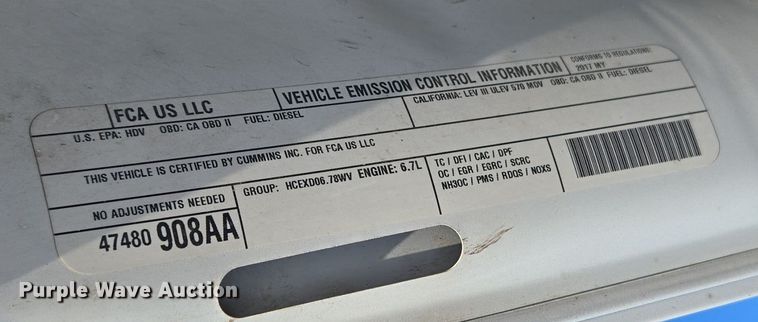 FCA US LLC
VEHICLE EMISSION CONTROL INFORMATION
CONFORMS TO REGULATIONS:
2017 MY
U.S. EPA: HDV OBD: CA OBD II FUEL: DIESEL
CALIFORNIA: LEV III ULEV 570 MDV OBD: CA OBD II FUEL: DIESEL
THIS VEHICLE IS CERTIFIED BY CUMMINS INC. FOR FCA US LLC
NO ADJUSTMENTS NEEDED
47480 908AA
GROUP: HCEXD06.78WV ENGINE: 6.7L
TC / DFI / CAC / DPF
OC / EGR / EGRC / SCRC
NH3OC / PMS / RDQS / NOXS
Purple Wave Auction